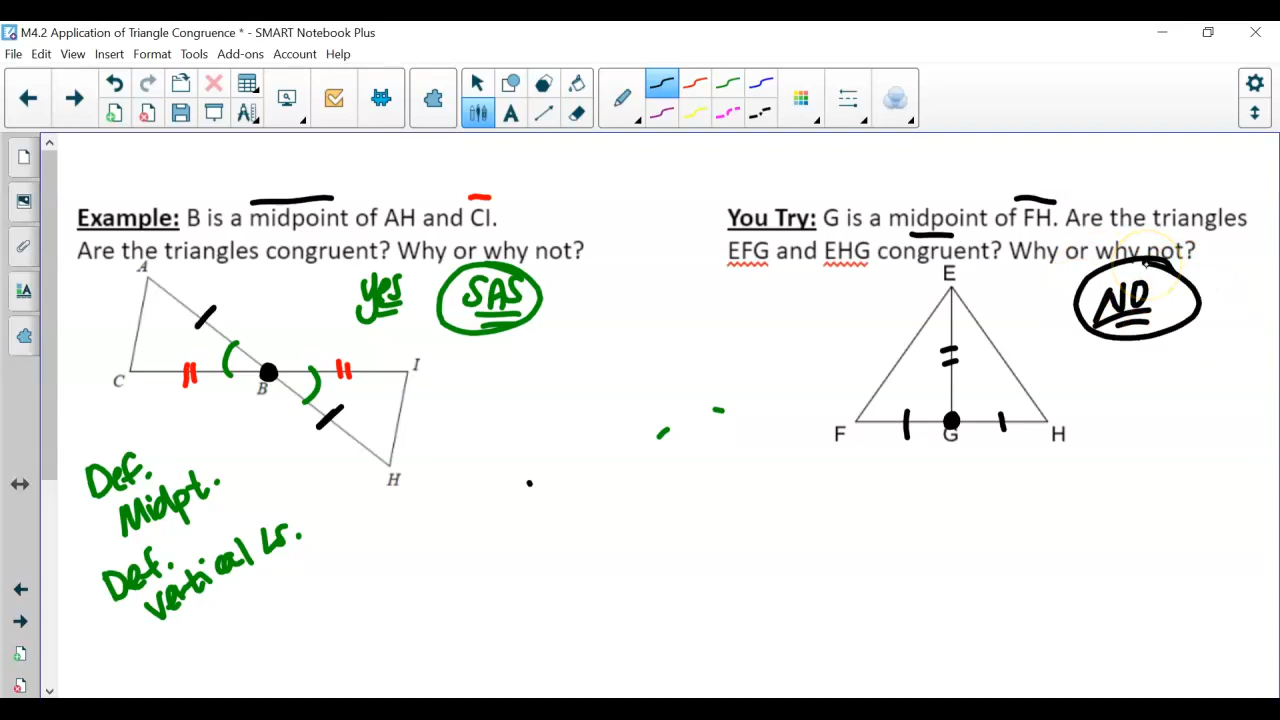 M4.2 Application of Triangle Congruence * - SMART Notebook Plus
File Edit View Insert Format Tools Add-ons Account Help
Example: B is a midpoint of AH and CI.
Are the triangles congruent? Why or why not?
A
yes
SAS
C
B
I
H
Def.
Midpt.
Def.
vertical ∠s.
You Try: G is a midpoint of FH. Are the triangles
EFG and EHG congruent? Why or why not?
E
NO
F
G
H